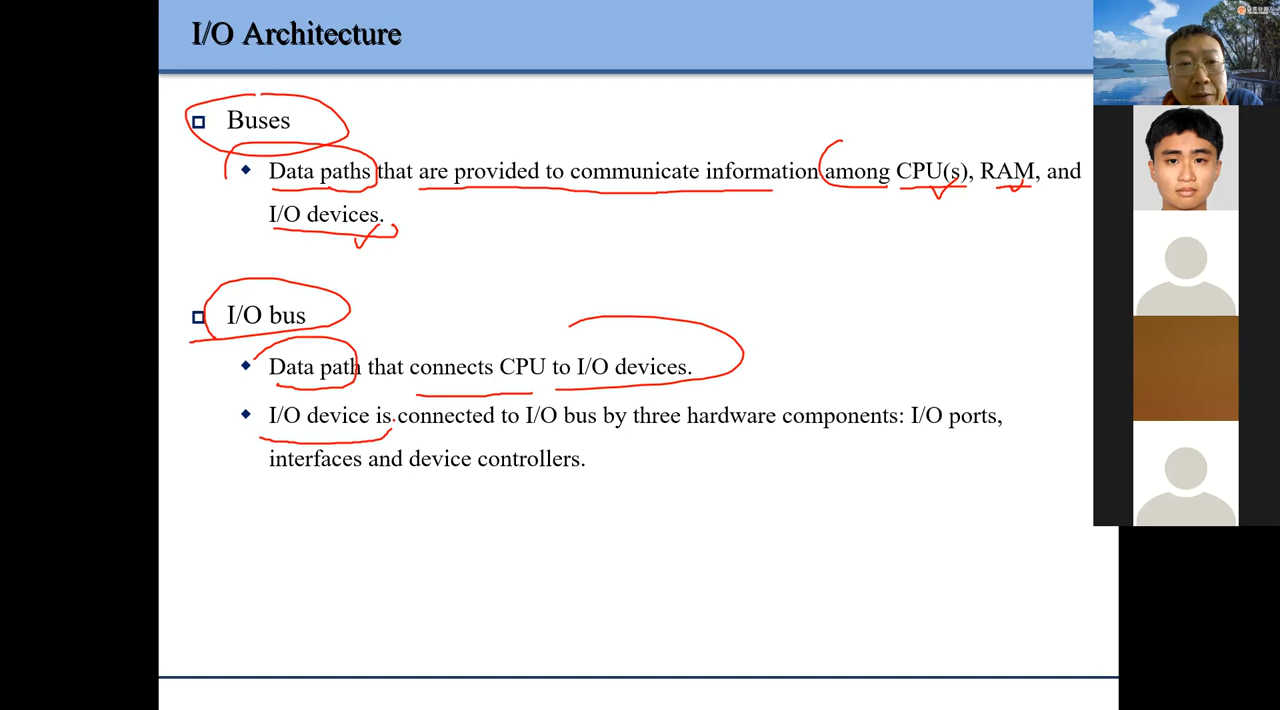 I/O Architecture
Buses
Data paths that are provided to communicate information among CPU(s), RAM, and
I/O devices.
I/O bus
Data path that connects CPU to I/O devices.
I/O device is connected to I/O bus by three hardware components: I/O ports,
interfaces and device controllers.